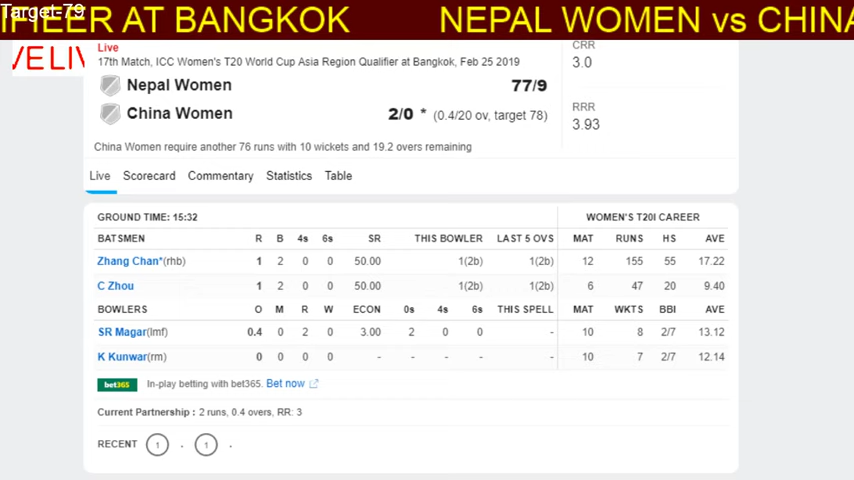 Target-79
IFIEER AT BANGKOK NEPAL WOMEN vs CHINA
VELIV
Live
17th Match, ICC Women's T20 World Cup Asia Region Qualifier at Bangkok, Feb 25 2019
CRR
3.0
Nepal Women 77/9
China Women 2/0 * (0.4/20 ov, target 78)
RRR
3.93
China Women require another 76 runs with 10 wickets and 19.2 overs remaining
Live Scorecard Commentary Statistics Table
GROUND TIME: 15:32 WOMEN'S T20I CAREER
BATSMEN R B 4s 6s SR THIS BOWLER LAST 5 OVS MAT RUNS HS AVE
Zhang Chan*(rhb) 1 2 0 0 50.00 1(2b) 1(2b) 12 155 55 17.22
C Zhou 1 2 0 0 50.00 1(2b) 1(2b) 6 47 20 9.40
BOWLERS O M R W ECON 0s 4s 6s THIS SPELL MAT WKTS BBI AVE
SR Magar(lmf) 0.4 0 2 0 3.00 2 0 0 - 10 8 2/7 13.12
K Kunwar(rm) 0 0 0 0 - - - - - 10 7 2/7 12.14
bet365 In-play betting with bet365. Bet now
Current Partnership : 2 runs, 0.4 overs, RR: 3
RECENT 1 . 1 .